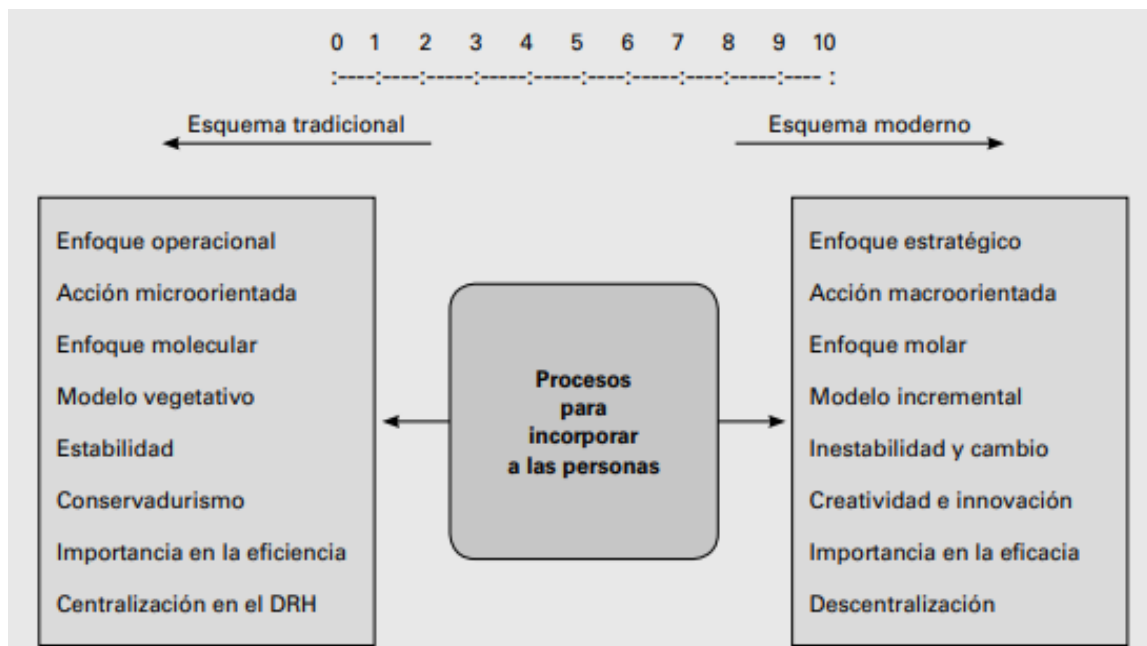 0 1 2 3 4 5 6 7 8 9 10
:----:----:-----:-----:-----:-----:-----:----:-----:---- :
Esquema tradicional
Esquema moderno
Enfoque operacional
Acción microorientada
Enfoque molecular
Modelo vegetativo
Estabilidad
Conservadurismo
Importancia en la eficiencia
Centralización en el DRH
Procesos
para
incorporar
a las personas
Enfoque estratégico
Acción macroorientada
Enfoque molar
Modelo incremental
Inestabilidad y cambio
Creatividad e innovación
Importancia en la eficacia
Descentralización